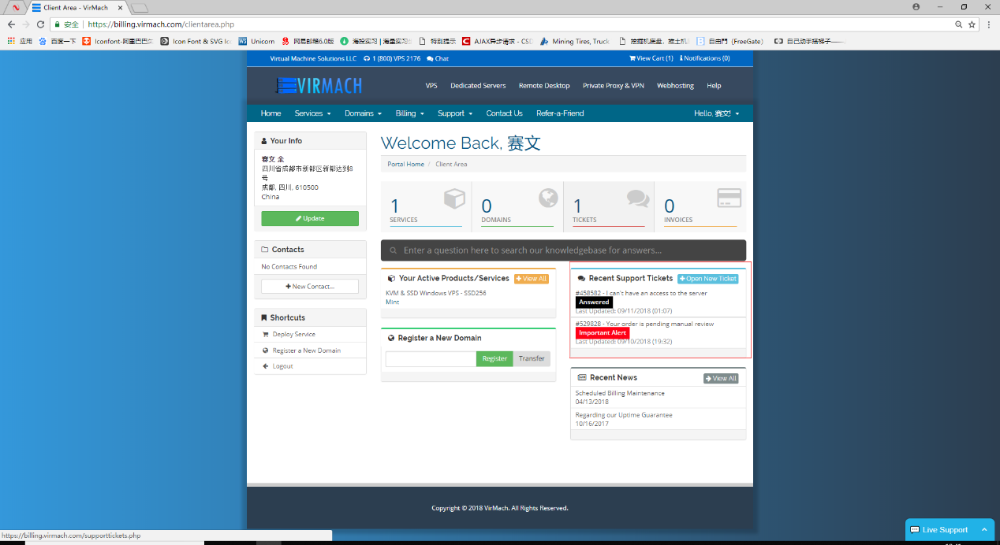 Client Area - VirMach
安全 https://billing.virmach.com/clientarea.php
应用 百度一下 Iconfont-阿里巴巴矢 Icon Font & SVG Ico Unicorn 网易邮箱6.0版 海投实习 | 海量实习 特别提示 AJAX异步请求 - CSD Mining Tires, Truck 挖掘机底盘，推土机 自由門（FreeGate） 自己动手搭梯子——
Virtual Machine Solutions LLC 1 (800) VPS 2176 Chat View Cart (1) Notifications (0)
VIRMACH VPS Dedicated Servers Remote Desktop Private Proxy & VPN Webhosting Help
Home Services Domains Billing Support Contact Us Refer-a-Friend Hello, 赛文!
Your Info
赛文 余
四川省成都市新都区新都达到8
号
成都, 四川, 610500
China
Update
Contacts
No Contacts Found
New Contact...
Shortcuts
Deploy Service
Register a New Domain
Logout
Welcome Back, 赛文
Portal Home / Client Area
1 0 1 0
SERVICES DOMAINS TICKETS INVOICES
Enter a question here to search our knowledgebase for answers...
Your Active Products/Services View All
KVM & SSD Windows VPS - SSD256
Mint
Register a New Domain
Register Transfer
Recent Support Tickets Open New Ticket
#458582 - I can't have an access to the server
Answered
Last Updated: 09/11/2018 (01:07)
#529828 - Your order is pending manual review
Important Alert
Last Updated: 09/10/2018 (19:32)
Recent News View All
Scheduled Billing Maintenance
04/13/2018
Regarding our Uptime Guarantee
10/16/2017
Copyright © 2018 VirMach. All Rights Reserved.
Live Support
https://billing.virmach.com/supporttickets.php